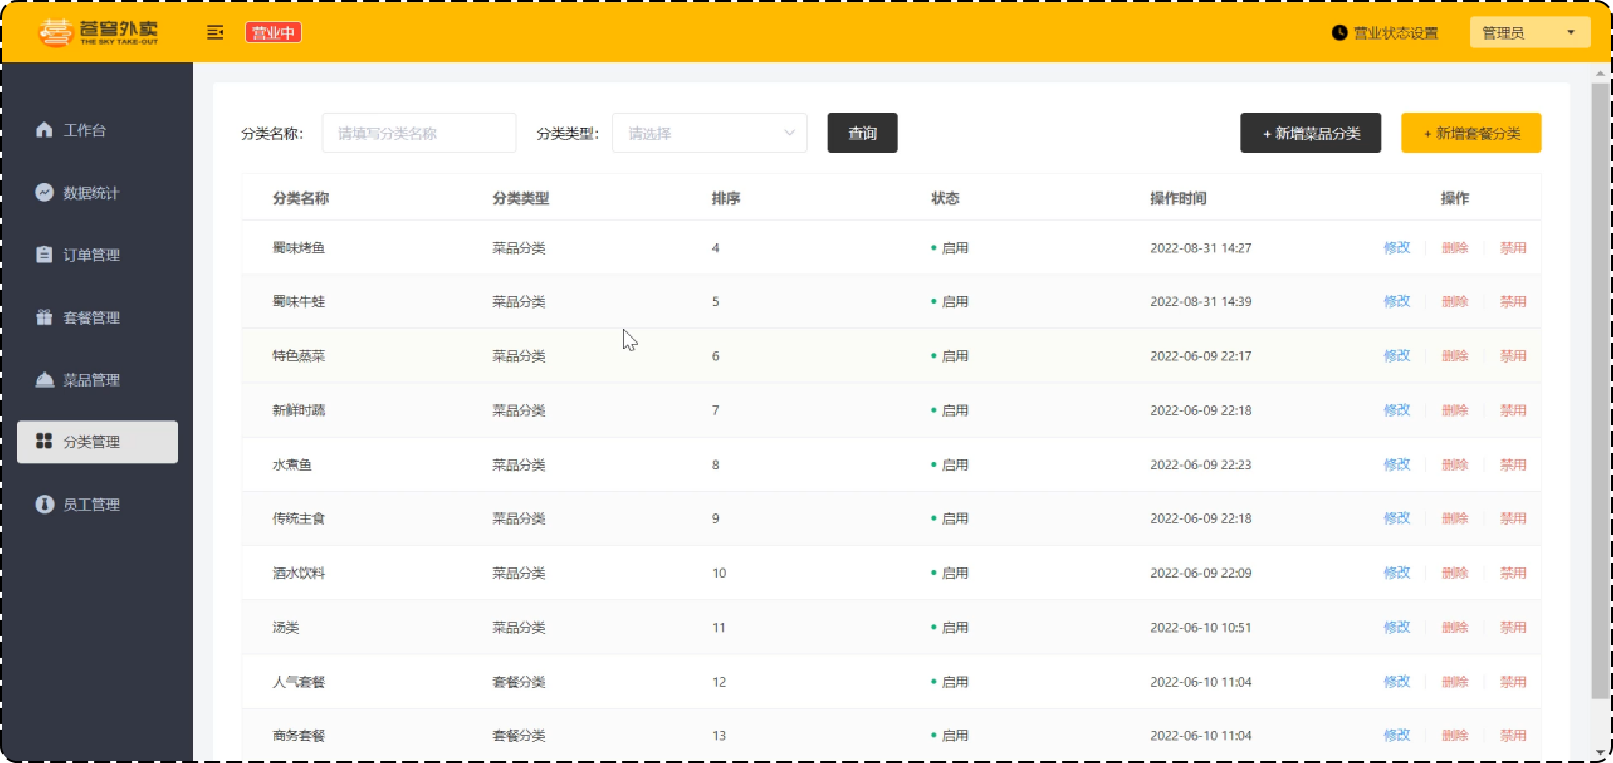 苍穹外卖
THE SKY TAKE-OUT
营业中
营业状态设置
管理员
工作台
数据统计
订单管理
套餐管理
菜品管理
分类管理
员工管理
分类名称: 请填写分类名称 分类类型: 请选择 查询 + 新增菜品分类 + 新增套餐分类
分类名称 分类类型 排序 状态 操作时间 操作
蜀味烤鱼 菜品分类 4 启用 2022-08-31 14:27 修改 删除 禁用
蜀味牛蛙 菜品分类 5 启用 2022-08-31 14:39 修改 删除 禁用
特色蒸菜 菜品分类 6 启用 2022-06-09 22:17 修改 删除 禁用
新鲜时蔬 菜品分类 7 启用 2022-06-09 22:18 修改 删除 禁用
水煮鱼 菜品分类 8 启用 2022-06-09 22:23 修改 删除 禁用
传统主食 菜品分类 9 启用 2022-06-09 22:18 修改 删除 禁用
酒水饮料 菜品分类 10 启用 2022-06-09 22:09 修改 删除 禁用
汤类 菜品分类 11 启用 2022-06-10 10:51 修改 删除 禁用
人气套餐 套餐分类 12 启用 2022-06-10 11:04 修改 删除 禁用
商务套餐 套餐分类 13 启用 2022-06-10 11:04 修改 删除 禁用